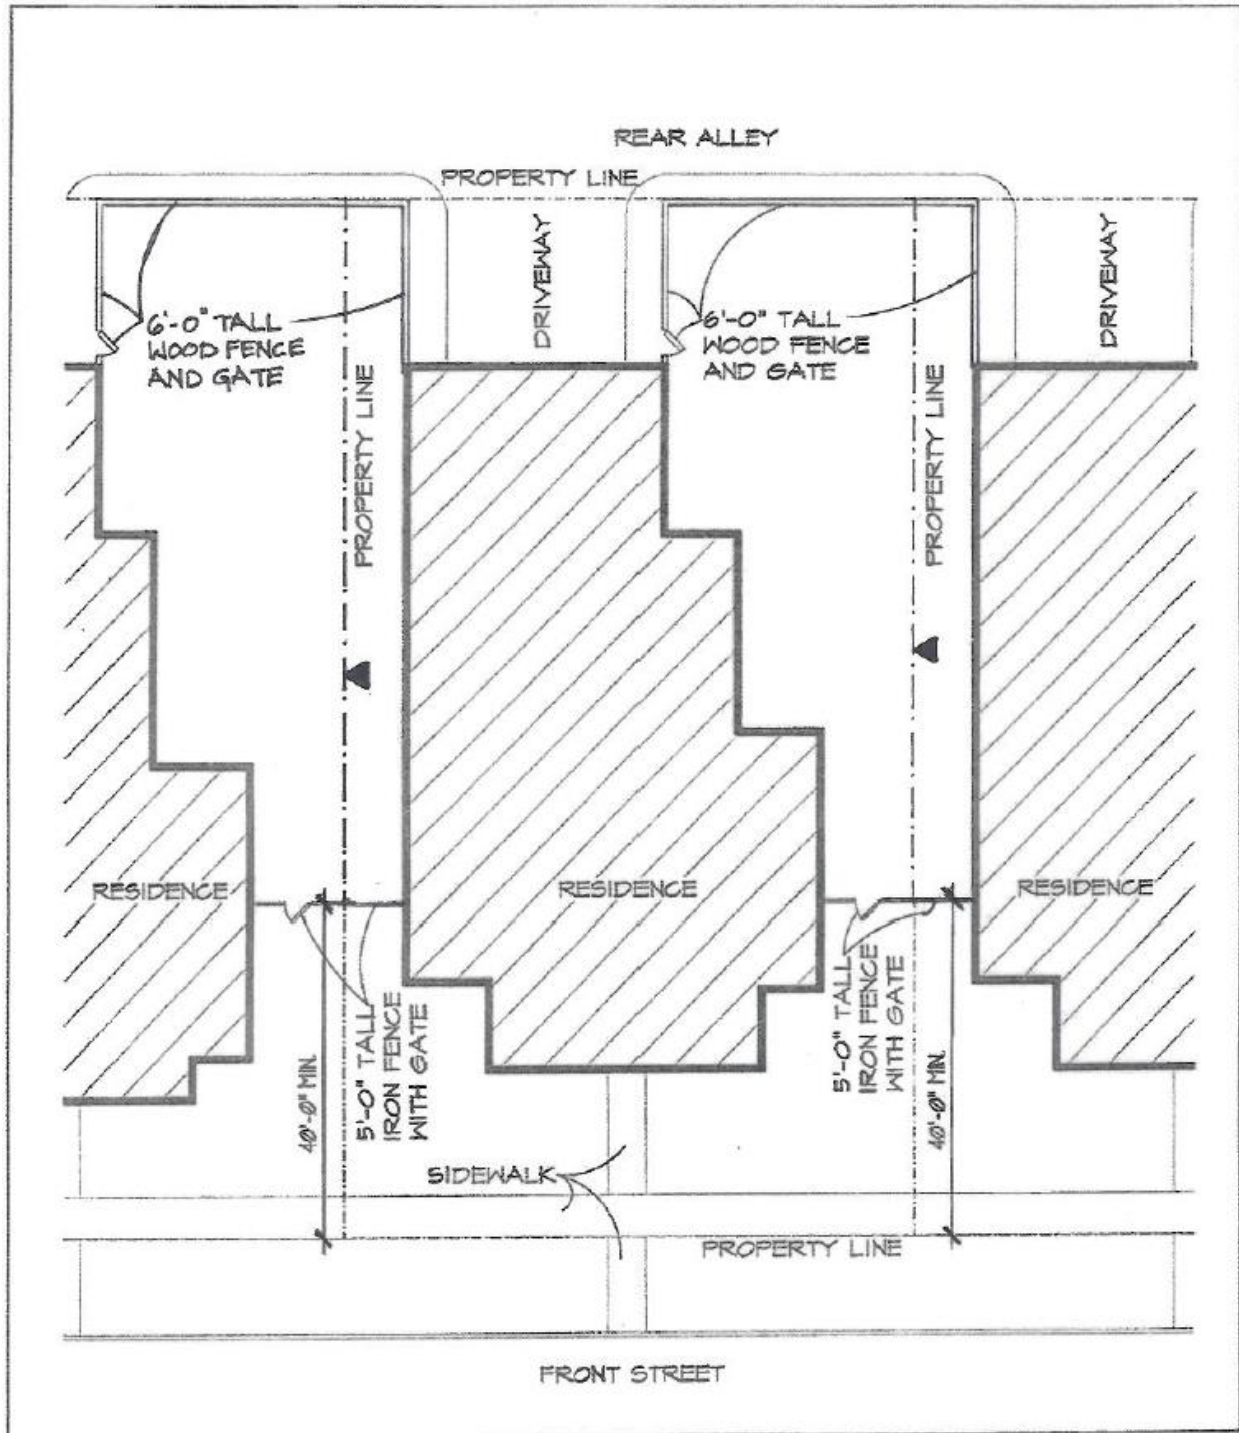 REAR ALLEY
PROPERTY LINE
DRIVEWAY
DRIVEWAY
6'-0" TALL
WOOD FENCE
AND GATE
6'-0" TALL
WOOD FENCE
AND GATE
PROPERTY LINE
PROPERTY LINE
RESIDENCE
RESIDENCE
RESIDENCE
40'-0" MIN.
5'-0" TALL
IRON FENCE
WITH GATE
5'-0" TALL
IRON FENCE
WITH GATE
40'-0" MIN.
SIDEWALK
PROPERTY LINE
FRONT STREET